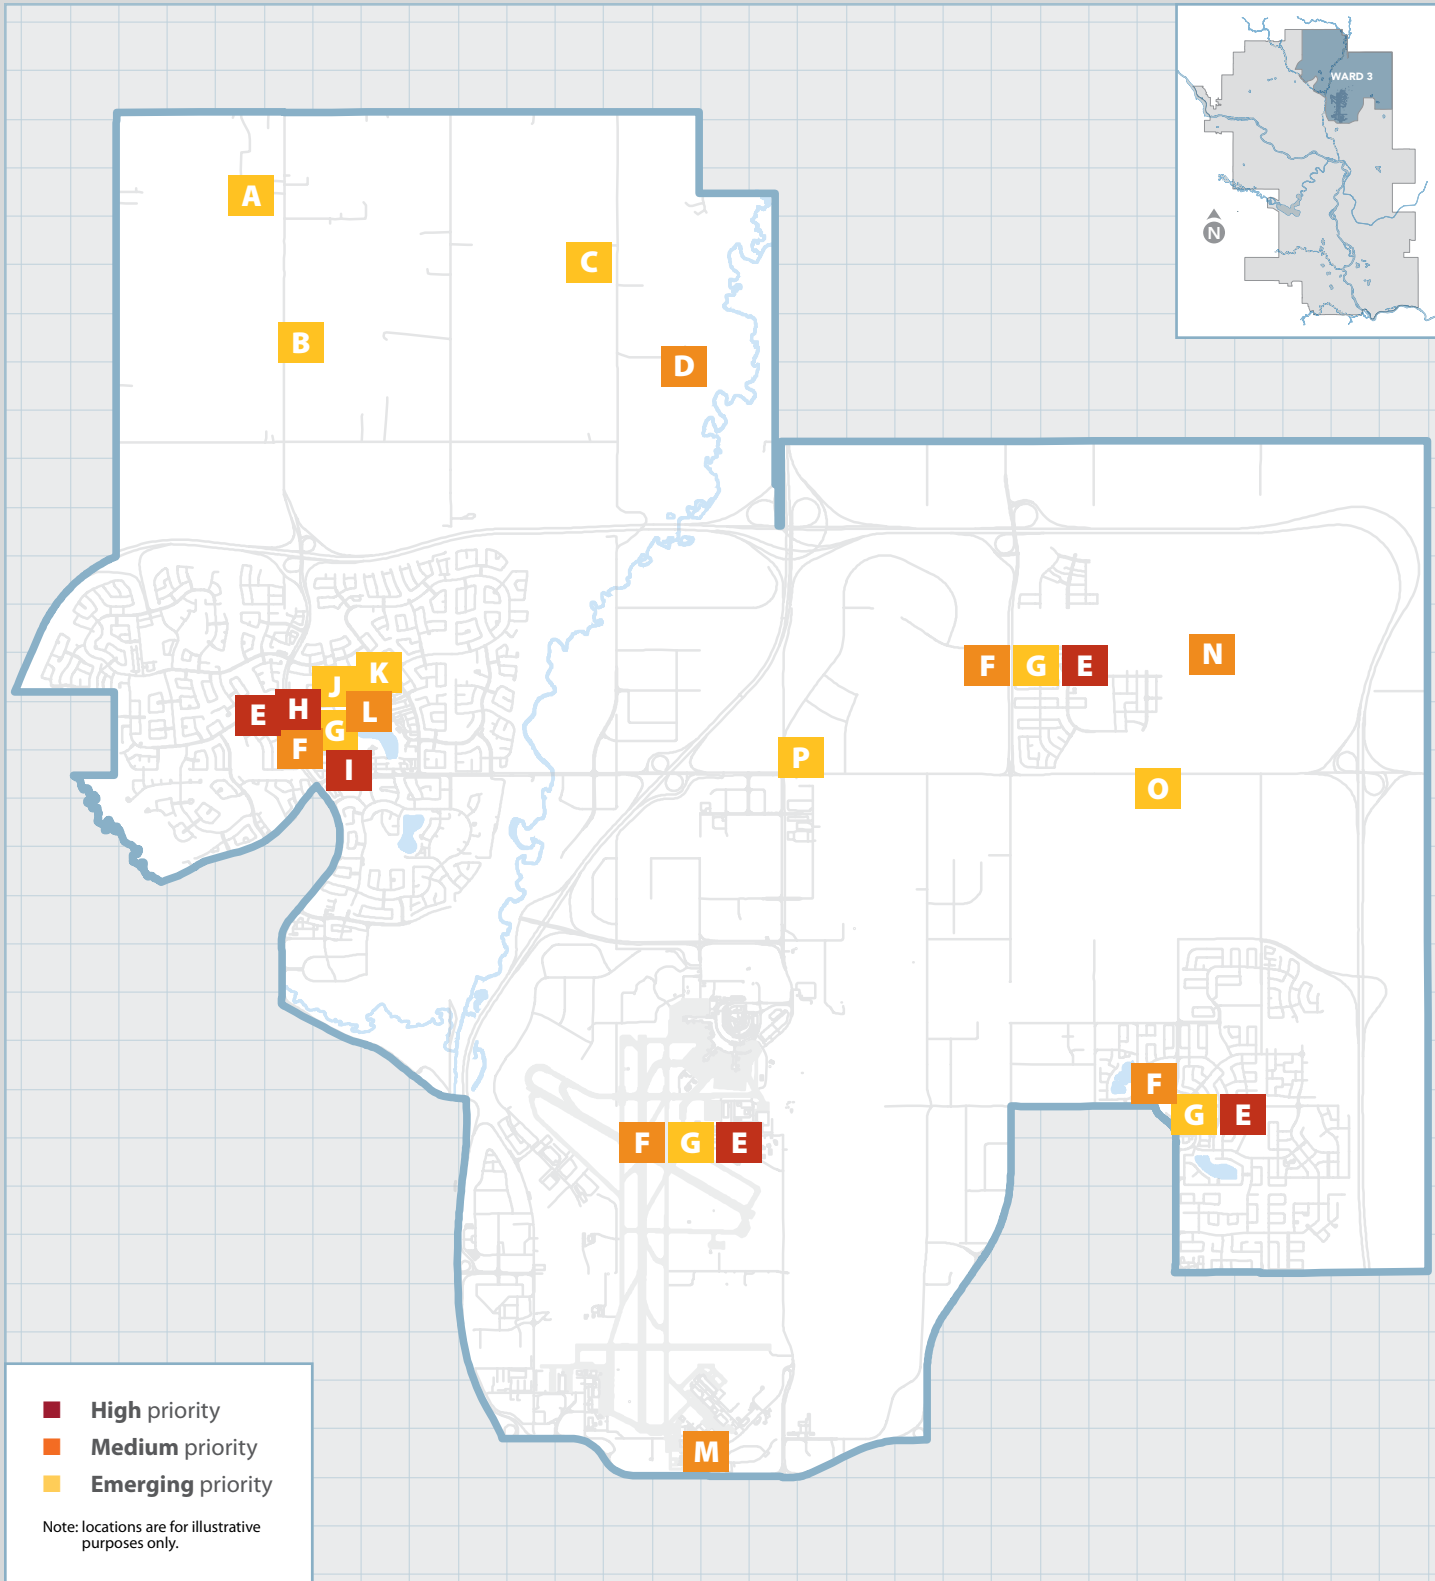 WARD 3
N
A
C
B
D
K
J
H
L
E
G
F
I
F G E
N
P
O
F
G E
F G E
M
High priority
Medium priority
Emerging priority
Note: locations are for illustrative
purposes only.